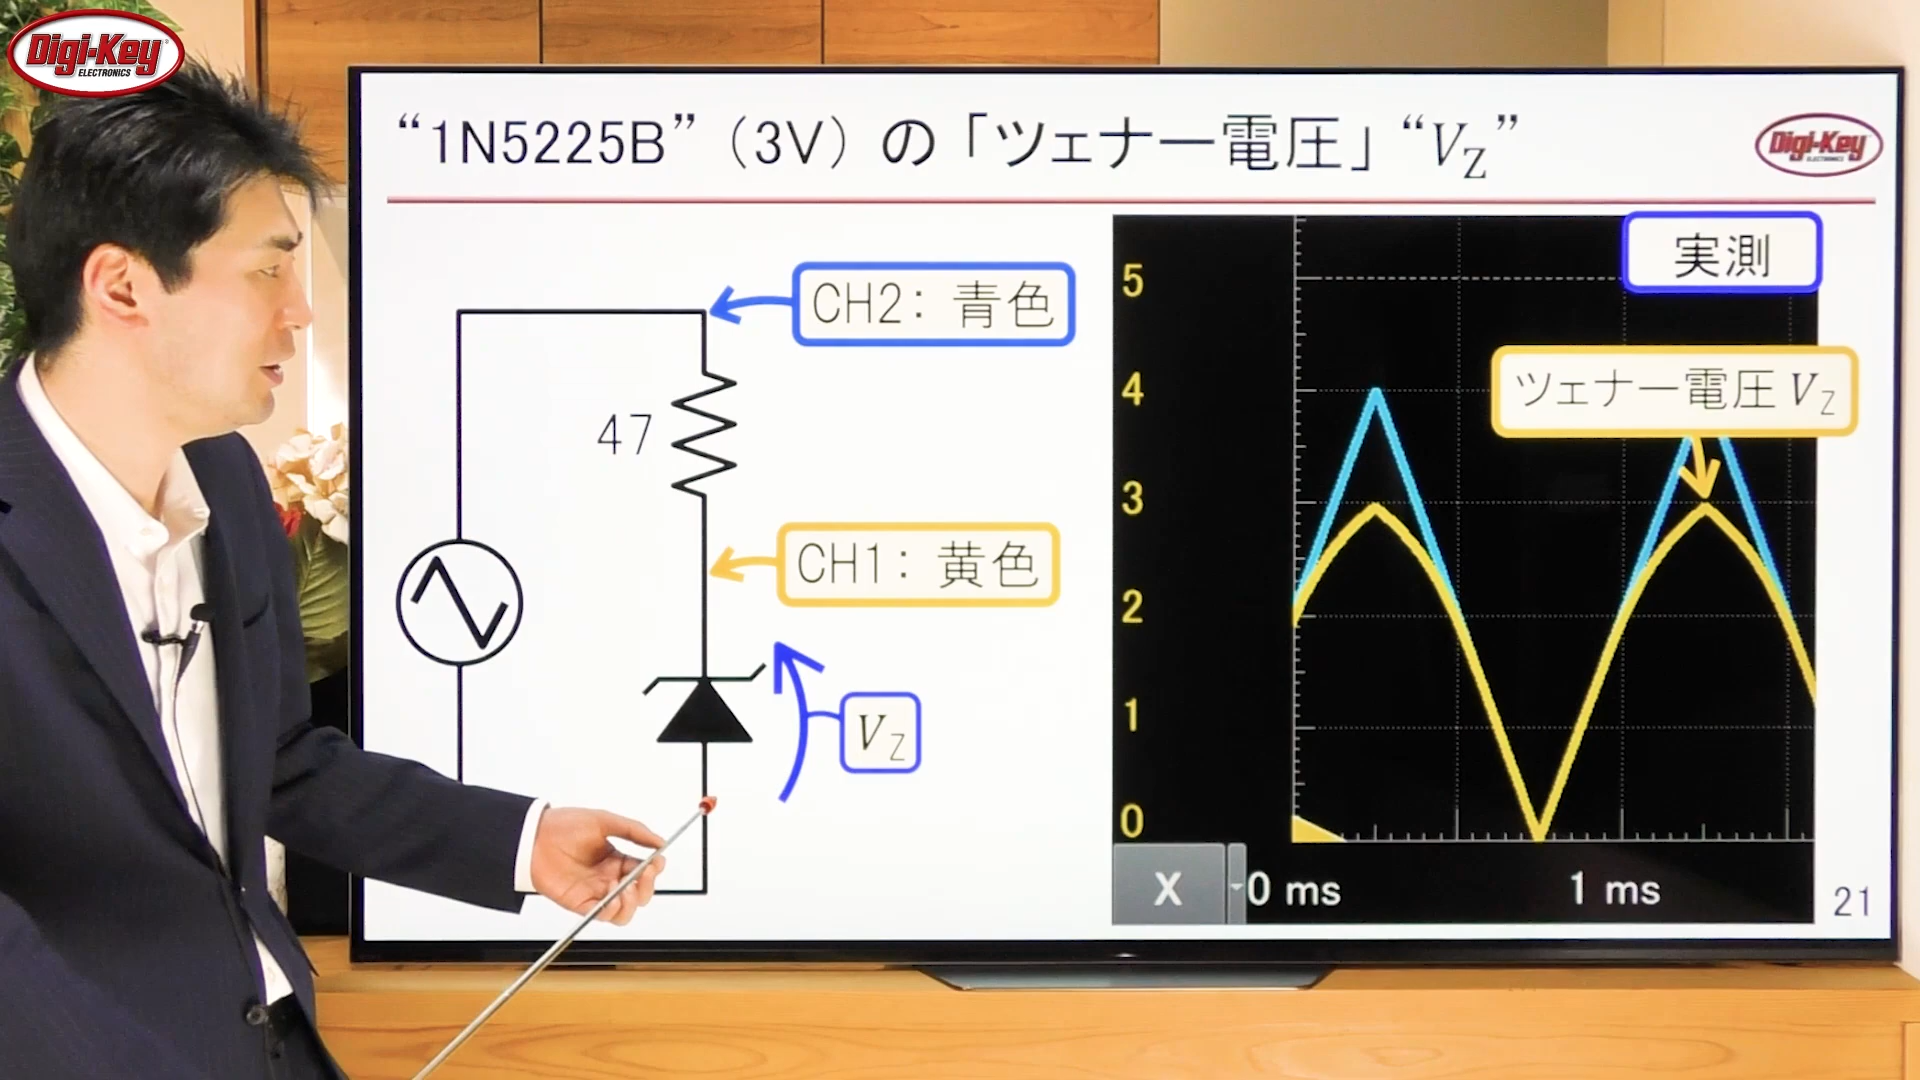 Digi-Key
ELECTRONICS
“1N5225B”(3V)の「ツェナー電圧」“VZ”
Digi-Key
ELECTRONICS
CH2: 青色
47
CH1: 黄色
VZ
実測
ツェナー電圧 VZ
5
4
3
2
1
0
X
0 ms
1 ms
21